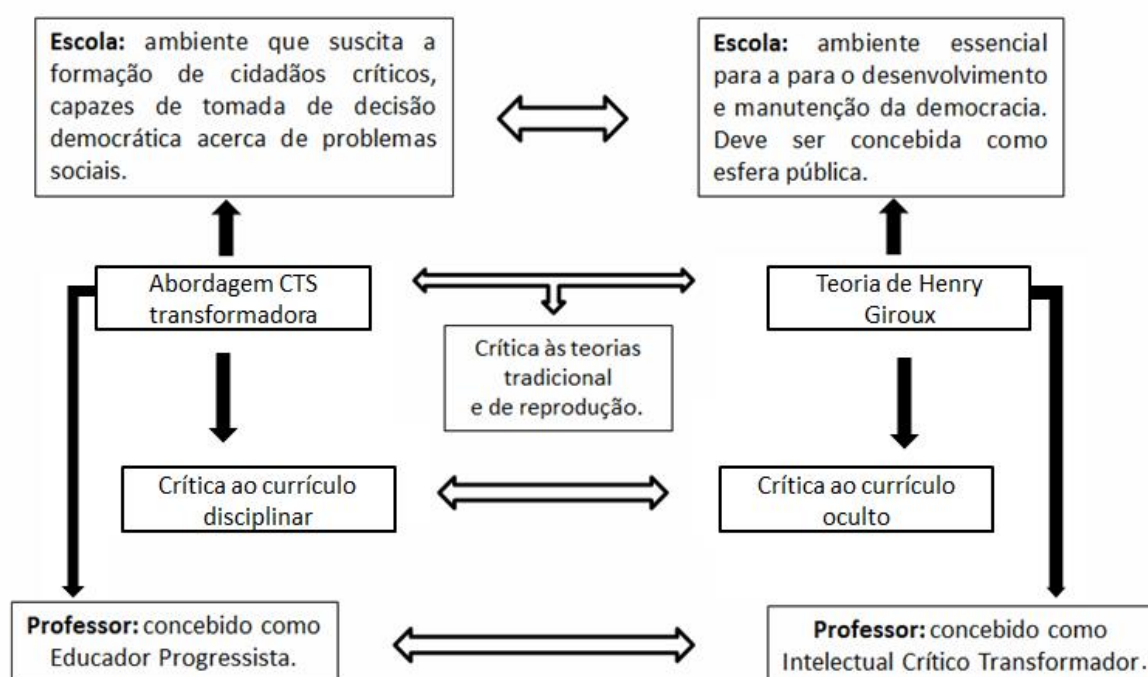 Escola: ambiente que suscita a
formação de cidadãos críticos,
capazes de tomada de decisão
democrática acerca de problemas
sociais.
Escola: ambiente essencial
para a para o desenvolvimento
e manutenção da democracia.
Deve ser concebida como
esfera pública.
Abordagem CTS
transformadora
Teoria de Henry
Giroux
Crítica às teorias
tradicional
e de reprodução.
Crítica ao currículo
disciplinar
Crítica ao currículo
oculto
Professor: concebido como
Educador Progressista.
Professor: concebido como
Intelectual Crítico Transformador.